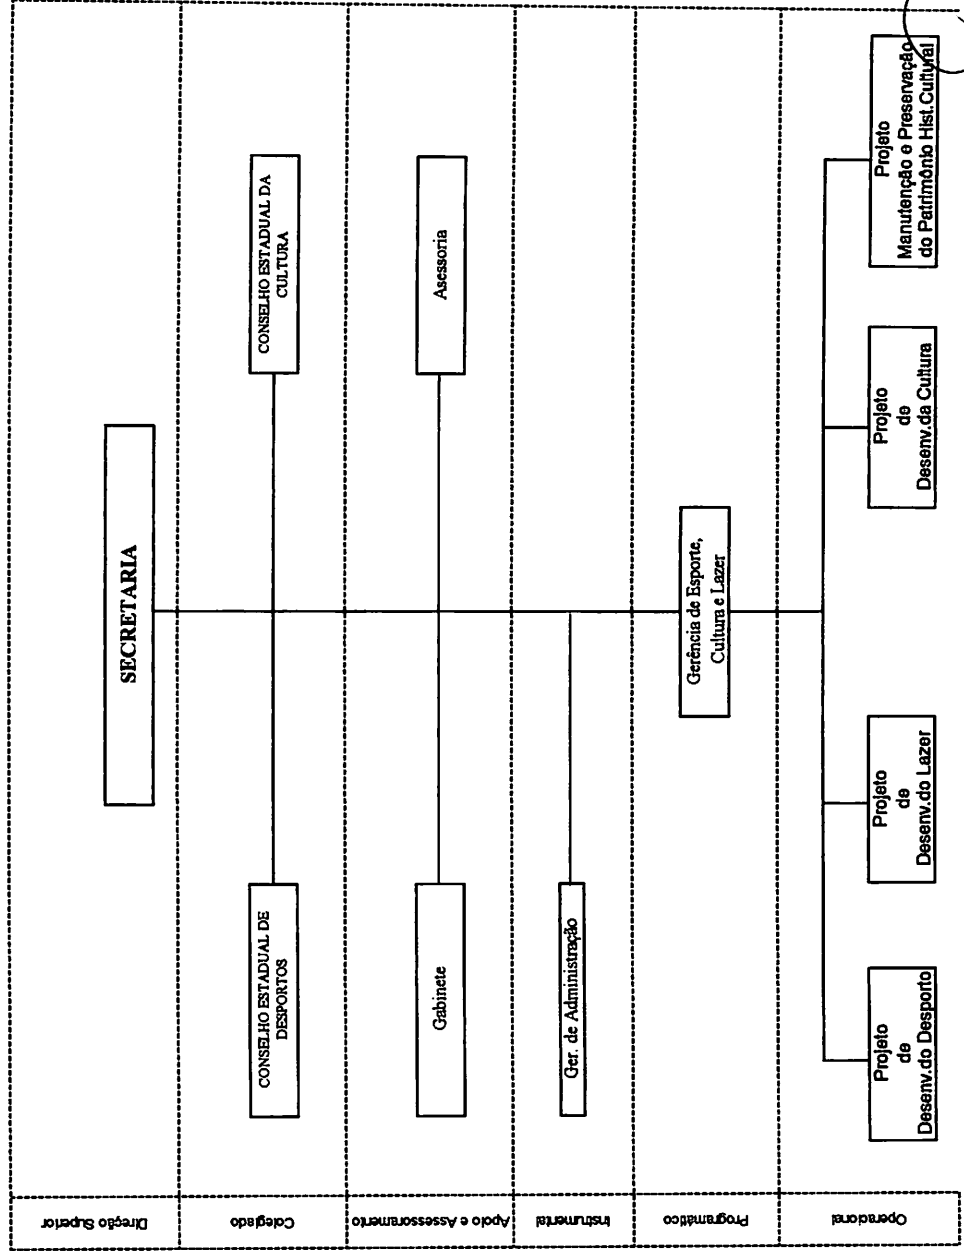 Direção Superior
SECRETARIA
Colegiado
CONSELHO ESTADUAL DE
DESPORTOS
CONSELHO ESTADUAL DA
CULTURA
Apoio e Assessoramento
Gabinete
Asessoria
Instrumental
Ger. de Administração
Programático
Gerência de Esporte,
Cultura e Lazer
Operacional
Projeto
de
Desenv.do Desporto
Projeto
de
Desenv.do Lazer
Projeto
de
Desenv.da Cultura
Projeto
Manutenção e Preservação
do Patrimônio Hist.Cultural